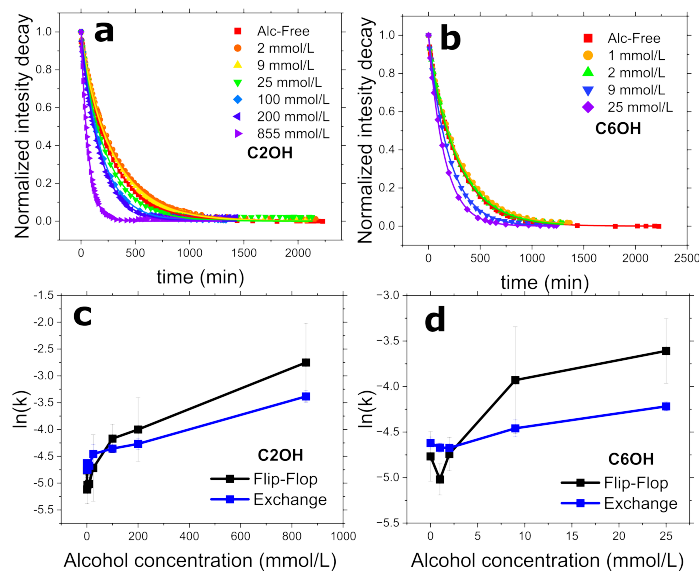 a
Normalized intesity decay
1.0
0.8
0.6
0.4
0.2
0.0
0
500
1000
1500
2000
time (min)
Alc-Free
2 mmol/L
9 mmol/L
25 mmol/L
100 mmol/L
200 mmol/L
855 mmol/L
C2OH
b
Normalized intesity decay
1.0
0.8
0.6
0.4
0.2
0.0
0
500
1000
1500
2000
2500
time (min)
Alc-Free
1 mmol/L
2 mmol/L
9 mmol/L
25 mmol/L
C6OH
c
ln(k)
−1.5
−2.0
−2.5
−3.0
−3.5
−4.0
−4.5
−5.0
−5.5
0
200
400
600
800
1000
Alcohol concentration (mmol/L)
C2OH
Flip-Flop
Exchange
d
ln(k)
−3.0
−3.5
−4.0
−4.5
−5.0
−5.5
0
5
10
15
20
25
Alcohol concentration (mmol/L)
C6OH
Flip-Flop
Exchange